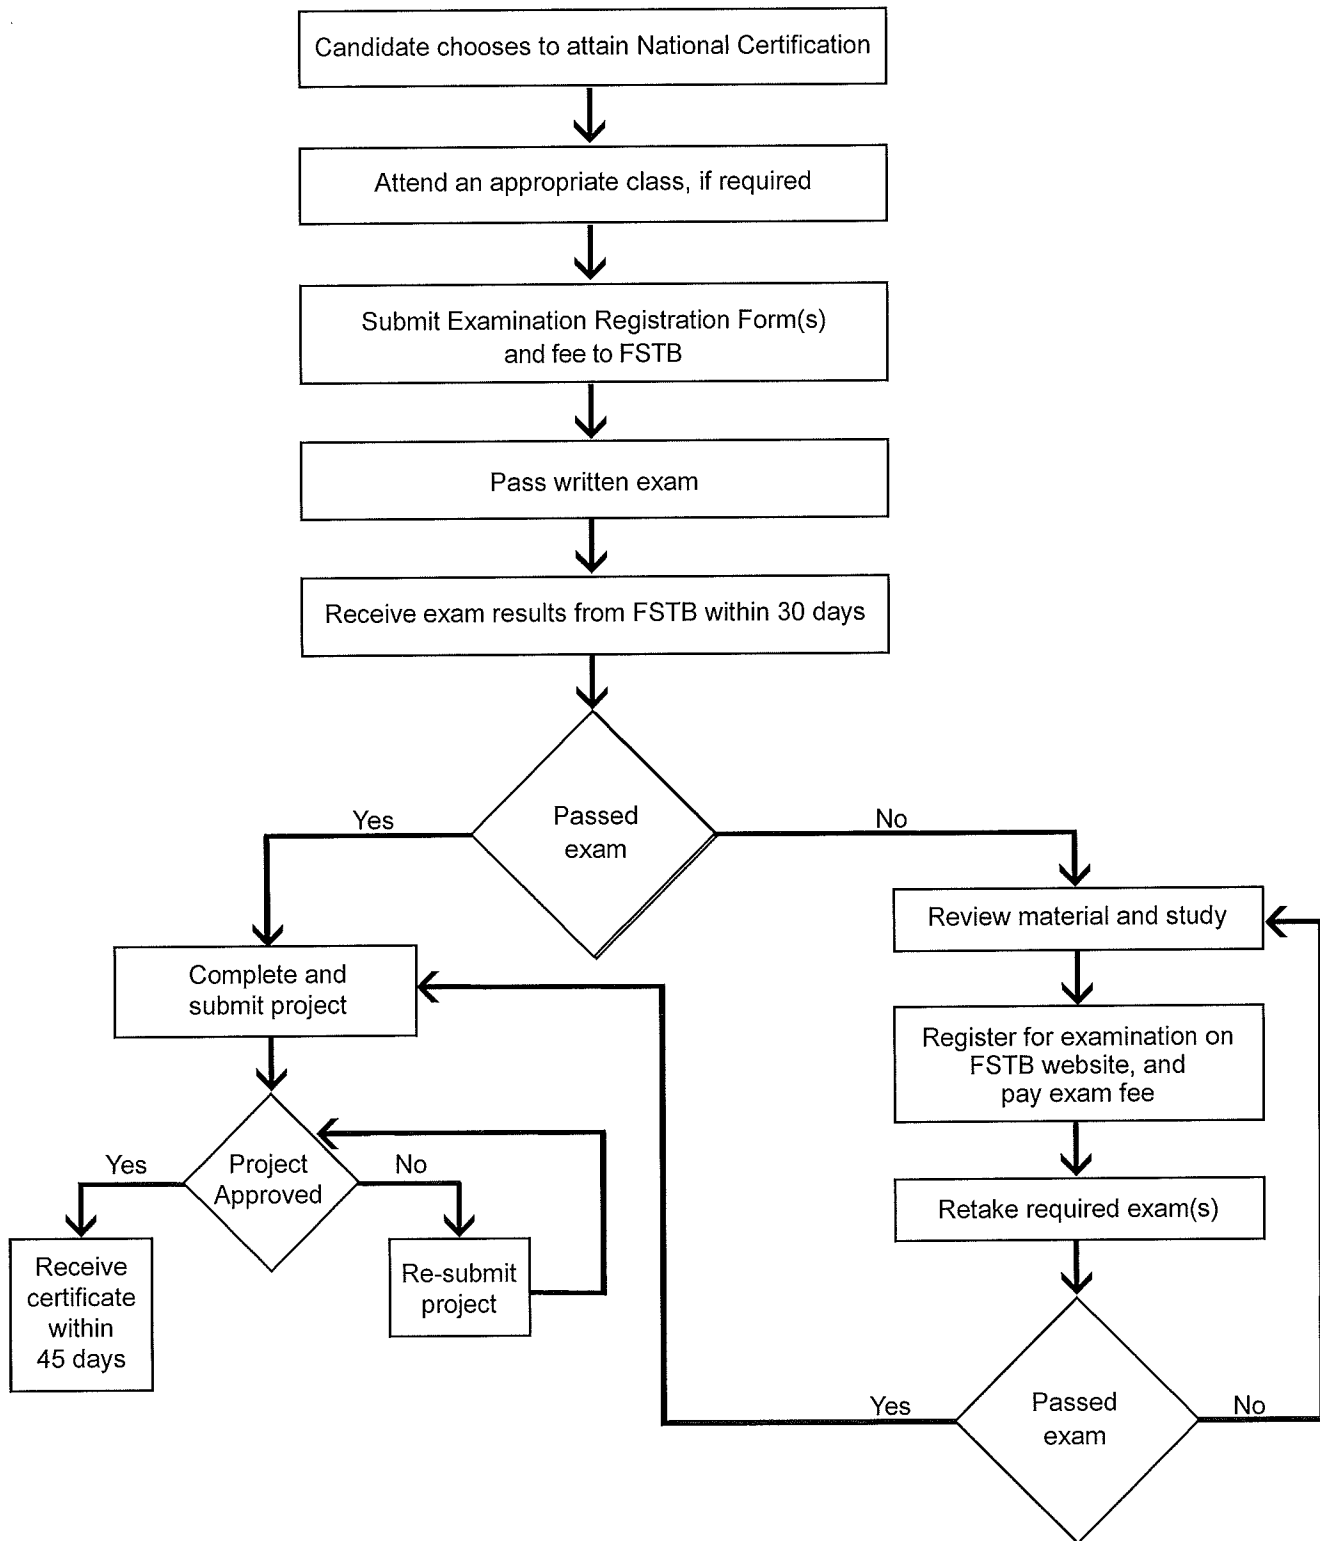 Candidate chooses to attain National Certification
Attend an appropriate class, if required
Submit Examination Registration Form(s)
and fee to FSTB
Pass written exam
Receive exam results from FSTB within 30 days
Passed
exam
Yes
No
Review material and study
Complete and
submit project
Register for examination on
FSTB website, and
pay exam fee
Project
Approved
Yes
No
Retake required exam(s)
Receive
certificate
within
45 days
Re-submit
project
Passed
exam
Yes
No